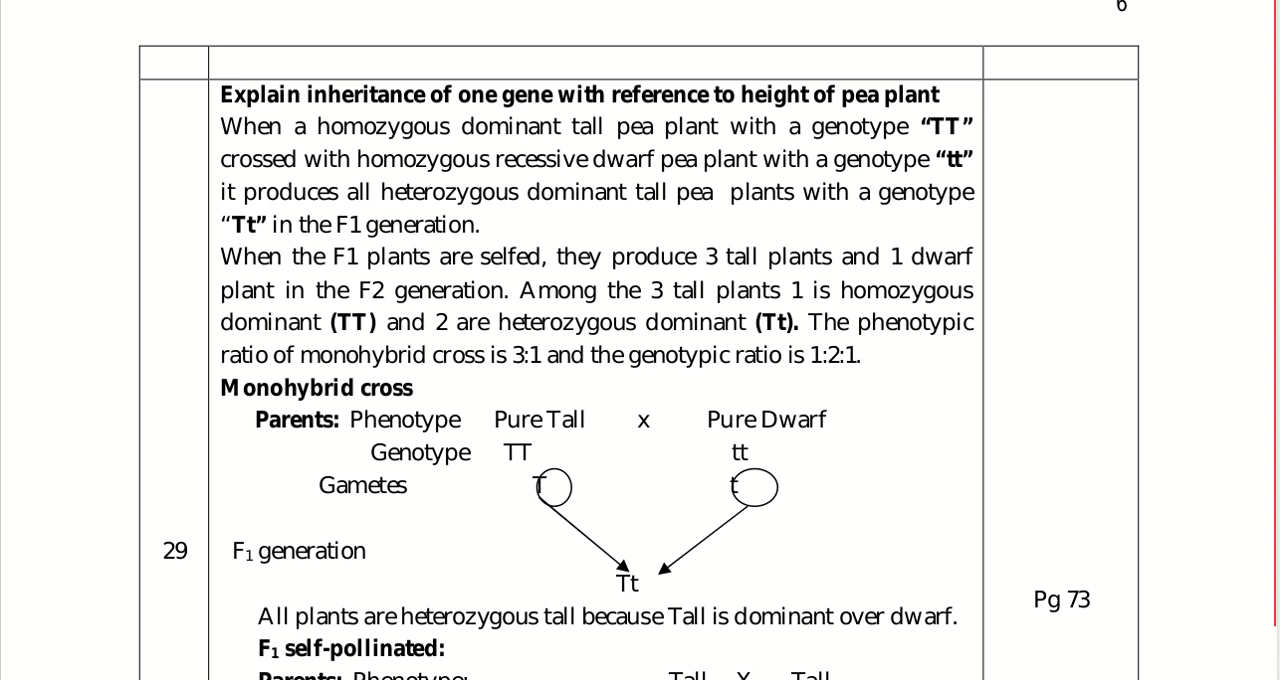 6
Explain inheritance of one gene with reference to height of pea plant
When a homozygous dominant tall pea plant with a genotype “TT”
crossed with homozygous recessive dwarf pea plant with a genotype “tt”
it produces all heterozygous dominant tall pea plants with a genotype
“Tt” in the F1 generation.
When the F1 plants are selfed, they produce 3 tall plants and 1 dwarf
plant in the F2 generation. Among the 3 tall plants 1 is homozygous
dominant (TT) and 2 are heterozygous dominant (Tt). The phenotypic
ratio of monohybrid cross is 3:1 and the genotypic ratio is 1:2:1.
Monohybrid cross
Parents: Phenotype Pure Tall x Pure Dwarf
Genotype TT tt
Gametes T t
29 F₁ generation
Tt
Pg 73
All plants are heterozygous tall because Tall is dominant over dwarf.
F₁ self-pollinated:
Parents: Phenotype: Tall X Tall